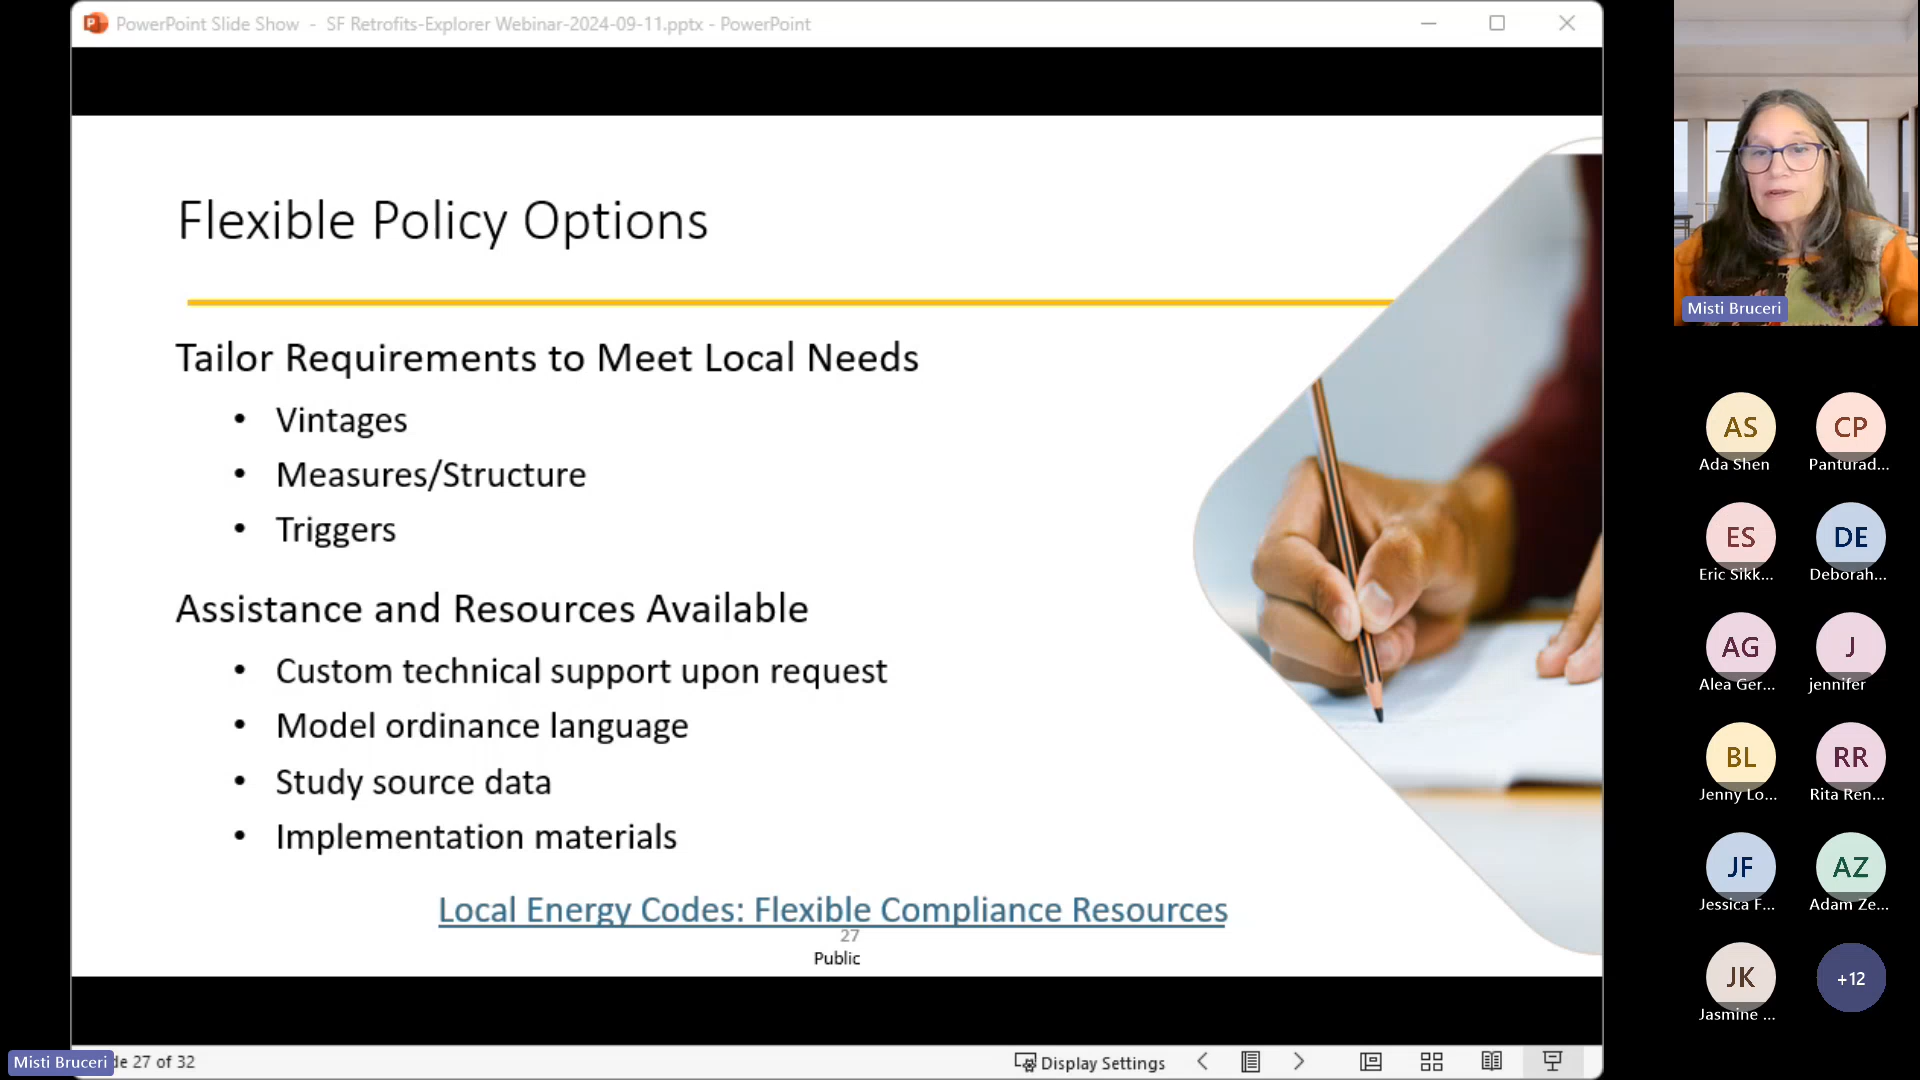 PowerPoint Slide Show - SF Retrofits-Explorer Webinar-2024-09-11.pptx - PowerPoint
Flexible Policy Options
Tailor Requirements to Meet Local Needs
• Vintages
• Measures/Structure
• Triggers
Assistance and Resources Available
• Custom technical support upon request
• Model ordinance language
• Study source data
• Implementation materials
Local Energy Codes: Flexible Compliance Resources
27
Public
Misti Bruceri
de 27 of 32
Display Settings
Misti Bruceri
AS
CP
Ada Shen
Panturad...
ES
DE
Eric Sikk...
Deborah...
AG
J
Alea Ger...
jennifer
BL
RR
Jenny Lo...
Rita Ren...
JF
AZ
Jessica F...
Adam Ze...
JK
+12
Jasmine ...